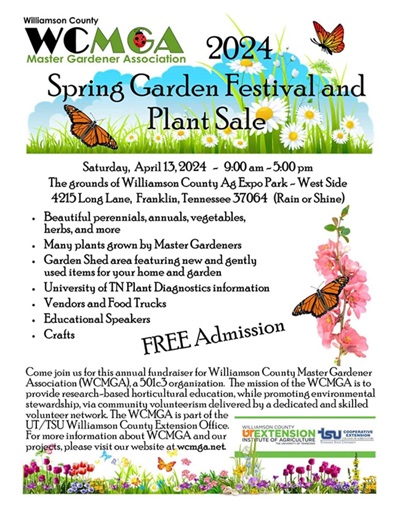 Williamson County
WCMGA
Master Gardener Association
2024
Spring Garden Festival and
Plant Sale
Saturday, April 13, 2024 ~ 9:00 am - 5:00 pm
The grounds of Williamson County Ag Expo Park ~ West Side
4215 Long Lane, Franklin, Tennessee 37064 (Rain or Shine)
• Beautiful perennials, annuals, vegetables,
herbs, and more
• Many plants grown by Master Gardeners
• Garden Shed area featuring new and gently
used items for your home and garden
• University of TN Plant Diagnostics information
• Vendors and Food Trucks
• Educational Speakers
• Crafts
FREE Admission
Come join us for this annual fundraiser for Williamson County Master Gardener
Association (WCMGA), a 501c3 organization. The mission of the WCMGA is to
provide research-based horticultural education, while promoting environmental
stewardship, via community volunteerism delivered by a dedicated and skilled
volunteer network. The WCMGA is part of the
UT/TSU Williamson County Extension Office.
For more information about WCMGA and our
projects, please visit our website at wcmga.net.
WILLIAMSON COUNTY
UT EXTENSION
INSTITUTE OF AGRICULTURE
THE UNIVERSITY OF TENNESSEE
WILLIAMSON COUNTY
TSU COOPERATIVE
EXTENSION